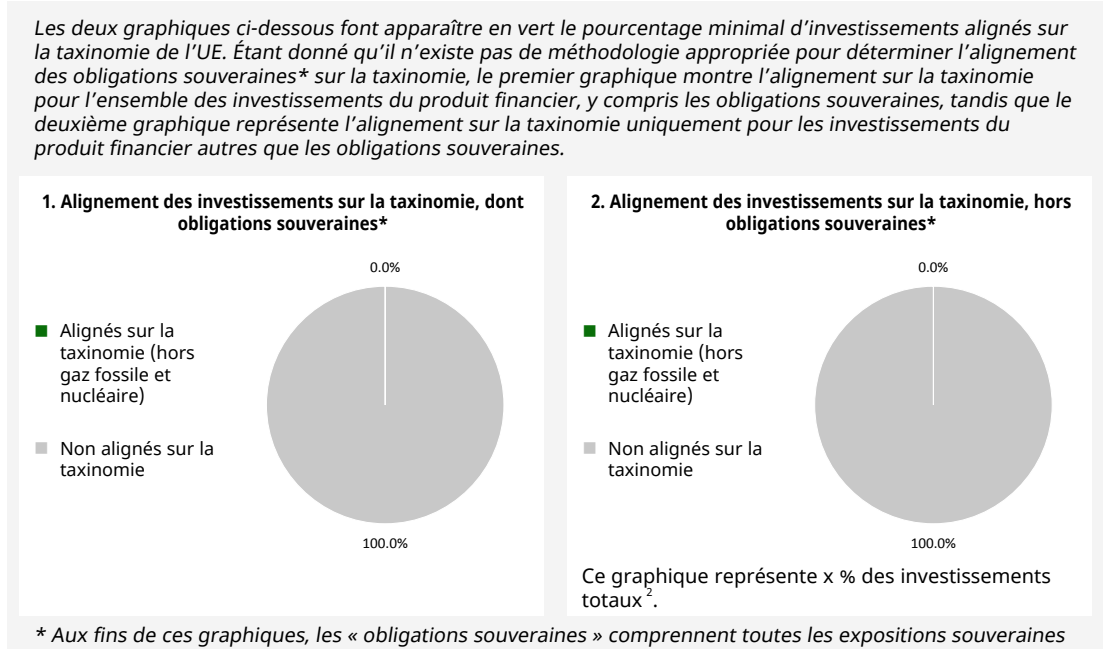 Les deux graphiques ci-dessous font apparaître en vert le pourcentage minimal d’investissements alignés sur
la taxinomie de l’UE. Étant donné qu’il n’existe pas de méthodologie appropriée pour déterminer l’alignement
des obligations souveraines* sur la taxinomie, le premier graphique montre l’alignement sur la taxinomie
pour l’ensemble des investissements du produit financier, y compris les obligations souveraines, tandis que le
deuxième graphique représente l’alignement sur la taxinomie uniquement pour les investissements du
produit financier autres que les obligations souveraines.
1. Alignement des investissements sur la taxinomie, dont
obligations souveraines*
0.0%
Alignés sur la
taxinomie (hors
gaz fossile et
nucléaire)
Non alignés sur la
taxinomie
100.0%
2. Alignement des investissements sur la taxinomie, hors
obligations souveraines*
0.0%
Alignés sur la
taxinomie (hors
gaz fossile et
nucléaire)
Non alignés sur la
taxinomie
100.0%
Ce graphique représente x % des investissements
totaux ².
* Aux fins de ces graphiques, les « obligations souveraines » comprennent toutes les expositions souveraines